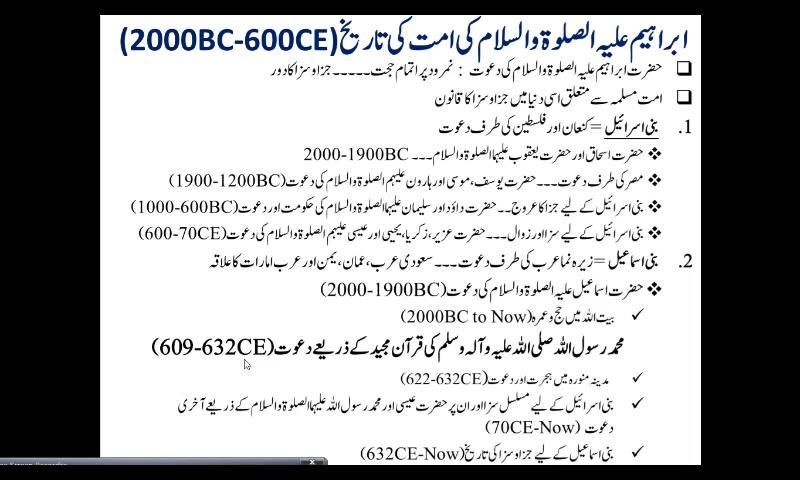 ابراہیم علیہ الصلوۃ والسلام کی امت کی تاریخ (2000BC-600CE)
❑ حضرت ابراہیم علیہ الصلوۃ والسلام کی دعوت : نمرود پر اتمام حجت ۔۔۔۔۔ جزا و سزا کا دور
❑ امت مسلمہ سے متعلق اسی دنیا میں جزا و سزا کا قانون
1. بنی اسرائیل = کنعان اور فلسطین کی طرف دعوت
❖ حضرت اسحاق اور حضرت یعقوب علیہما الصلوۃ والسلام ۔۔۔ 2000-1900BC
❖ مصر کی طرف دعوت ۔۔۔ حضرت یوسف، موسی اور ہارون علیہم الصلوۃ والسلام کی دعوت (1900-1200BC)
❖ بنی اسرائیل کے لیے جزا کا عروج ۔۔ حضرت داؤد اور سلیمان علیہما الصلوۃ والسلام کی حکومت اور دعوت (1000-600BC)
❖ بنی اسرائیل کے لیے سزا اور زوال ۔۔۔ حضرت عزیر، زکریا، یحیی اور عیسی علیہم الصلوۃ والسلام کی دعوت (600-70CE)
2. بنی اسماعیل = جزیرہ نما عرب کی طرف دعوت ۔۔۔ سعودی عرب، عمان، یمن اور عرب امارات کا علاقہ
❖ حضرت اسماعیل علیہ الصلوۃ والسلام کی دعوت (2000-1900BC)
✓ بیت اللہ میں حج و عمرہ (2000BC to Now)
محمد رسول اللہ صلی اللہ علیہ و آلہ وسلم کی قرآن مجید کے ذریعے دعوت (609-632CE)
✓ مدینہ منورہ میں ہجرت اور دعوت (622-632CE)
✓ بنی اسرائیل کے لیے مسلسل سزا اور ان پر حضرت عیسی اور محمد رسول اللہ علیہما الصلوۃ والسلام کے ذریعے آخری
دعوت (70CE-Now)
✓ بنی اسماعیل کے لیے جزا و سزا کی تاریخ (632CE-Now)